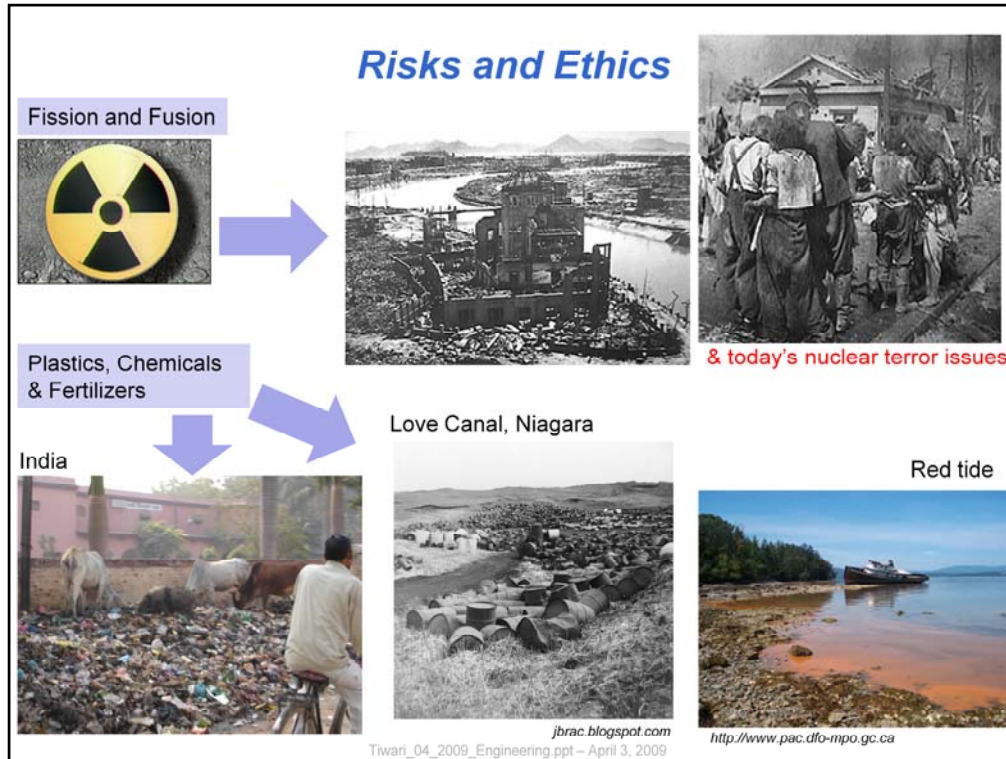 Risks and Ethics
Fission and Fusion
& today's nuclear terror issues
Plastics, Chemicals
& Fertilizers
Love Canal, Niagara
India
Red tide
jbrac.blogspot.com
http://www.pac.dfo-mpo.gc.ca
Tiwari_04_2009_Engineering.ppt – April 3, 2009